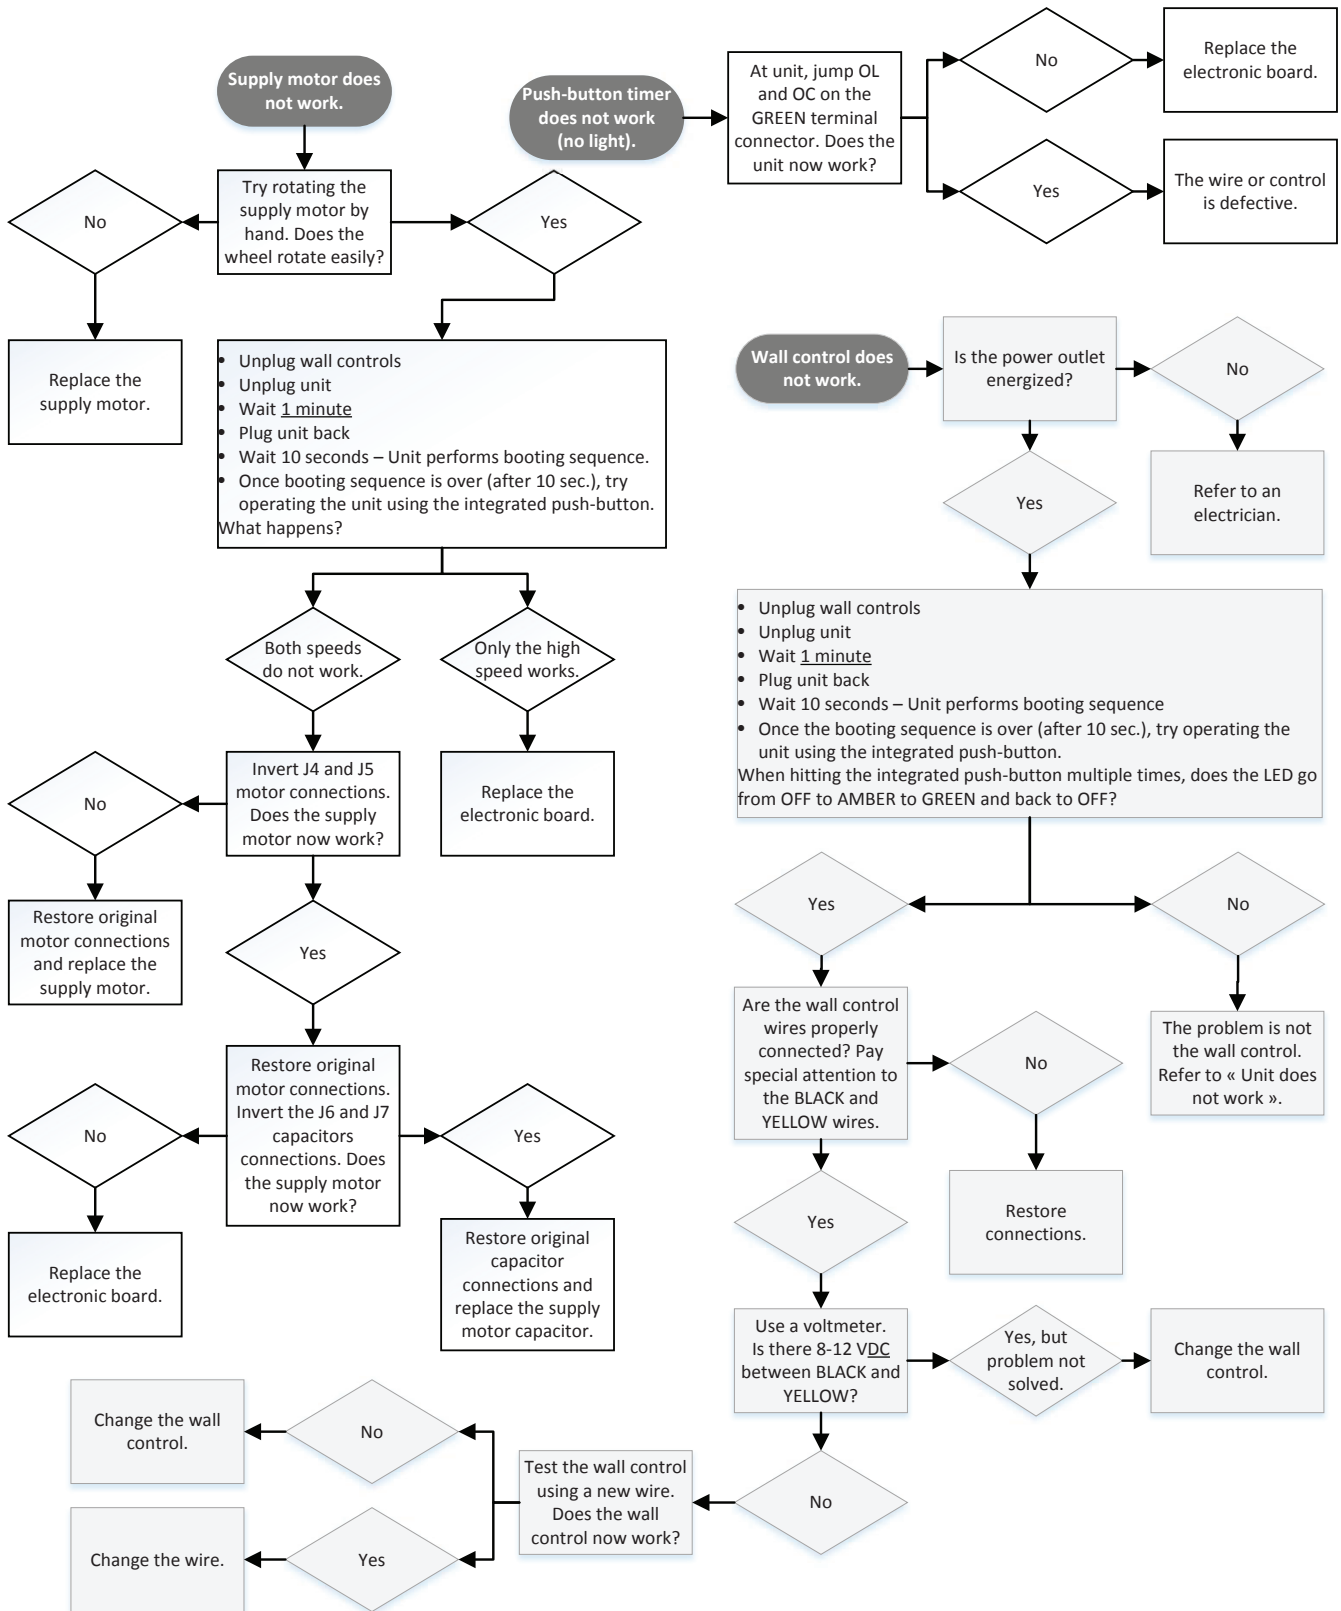 Supply motor does
not work.
Try rotating the
supply motor by
hand. Does the
wheel rotate easily?
No
Yes
Replace the
supply motor.
• Unplug wall controls
• Unplug unit
• Wait 1 minute
• Plug unit back
• Wait 10 seconds – Unit performs booting sequence.
• Once booting sequence is over (after 10 sec.), try
operating the unit using the integrated push-button.
What happens?
Both speeds
do not work.
Only the high
speed works.
Invert J4 and J5
motor connections.
Does the supply
motor now work?
Replace the
electronic board.
No
Restore original
motor connections
and replace the
supply motor.
Yes
Restore original
motor connections.
Invert the J6 and J7
capacitors
connections. Does
the supply motor
now work?
No
Yes
Replace the
electronic board.
Restore original
capacitor
connections and
replace the supply
motor capacitor.
Push-button timer
does not work
(no light).
At unit, jump OL
and OC on the
GREEN terminal
connector. Does the
unit now work?
No
Replace the
electronic board.
Yes
The wire or control
is defective.
Wall control does
not work.
Is the power outlet
energized?
No
Refer to an
electrician.
Yes
• Unplug wall controls
• Unplug unit
• Wait 1 minute
• Plug unit back
• Wait 10 seconds – Unit performs booting sequence
• Once the booting sequence is over (after 10 sec.), try operating the
unit using the integrated push-button.
When hitting the integrated push-button multiple times, does the LED go
from OFF to AMBER to GREEN and back to OFF?
Yes
No
The problem is not
the wall control.
Refer to « Unit does
not work ».
Are the wall control
wires properly
connected? Pay
special attention to
the BLACK and
YELLOW wires.
No
Restore
connections.
Yes
Use a voltmeter.
Is there 8-12 VDC
between BLACK and
YELLOW?
Yes, but
problem not
solved.
Change the wall
control.
No
Test the wall control
using a new wire.
Does the wall
control now work?
No
Change the wall
control.
Yes
Change the wire.